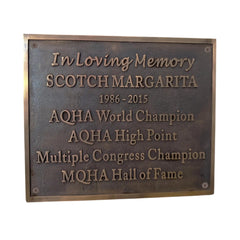 In Loving Memory
SCOTCH MARGARITA
1986 - 2015
AQHA World Champion
AQHA High Point
Multiple Congress Champion
MQHA Hall of Fame